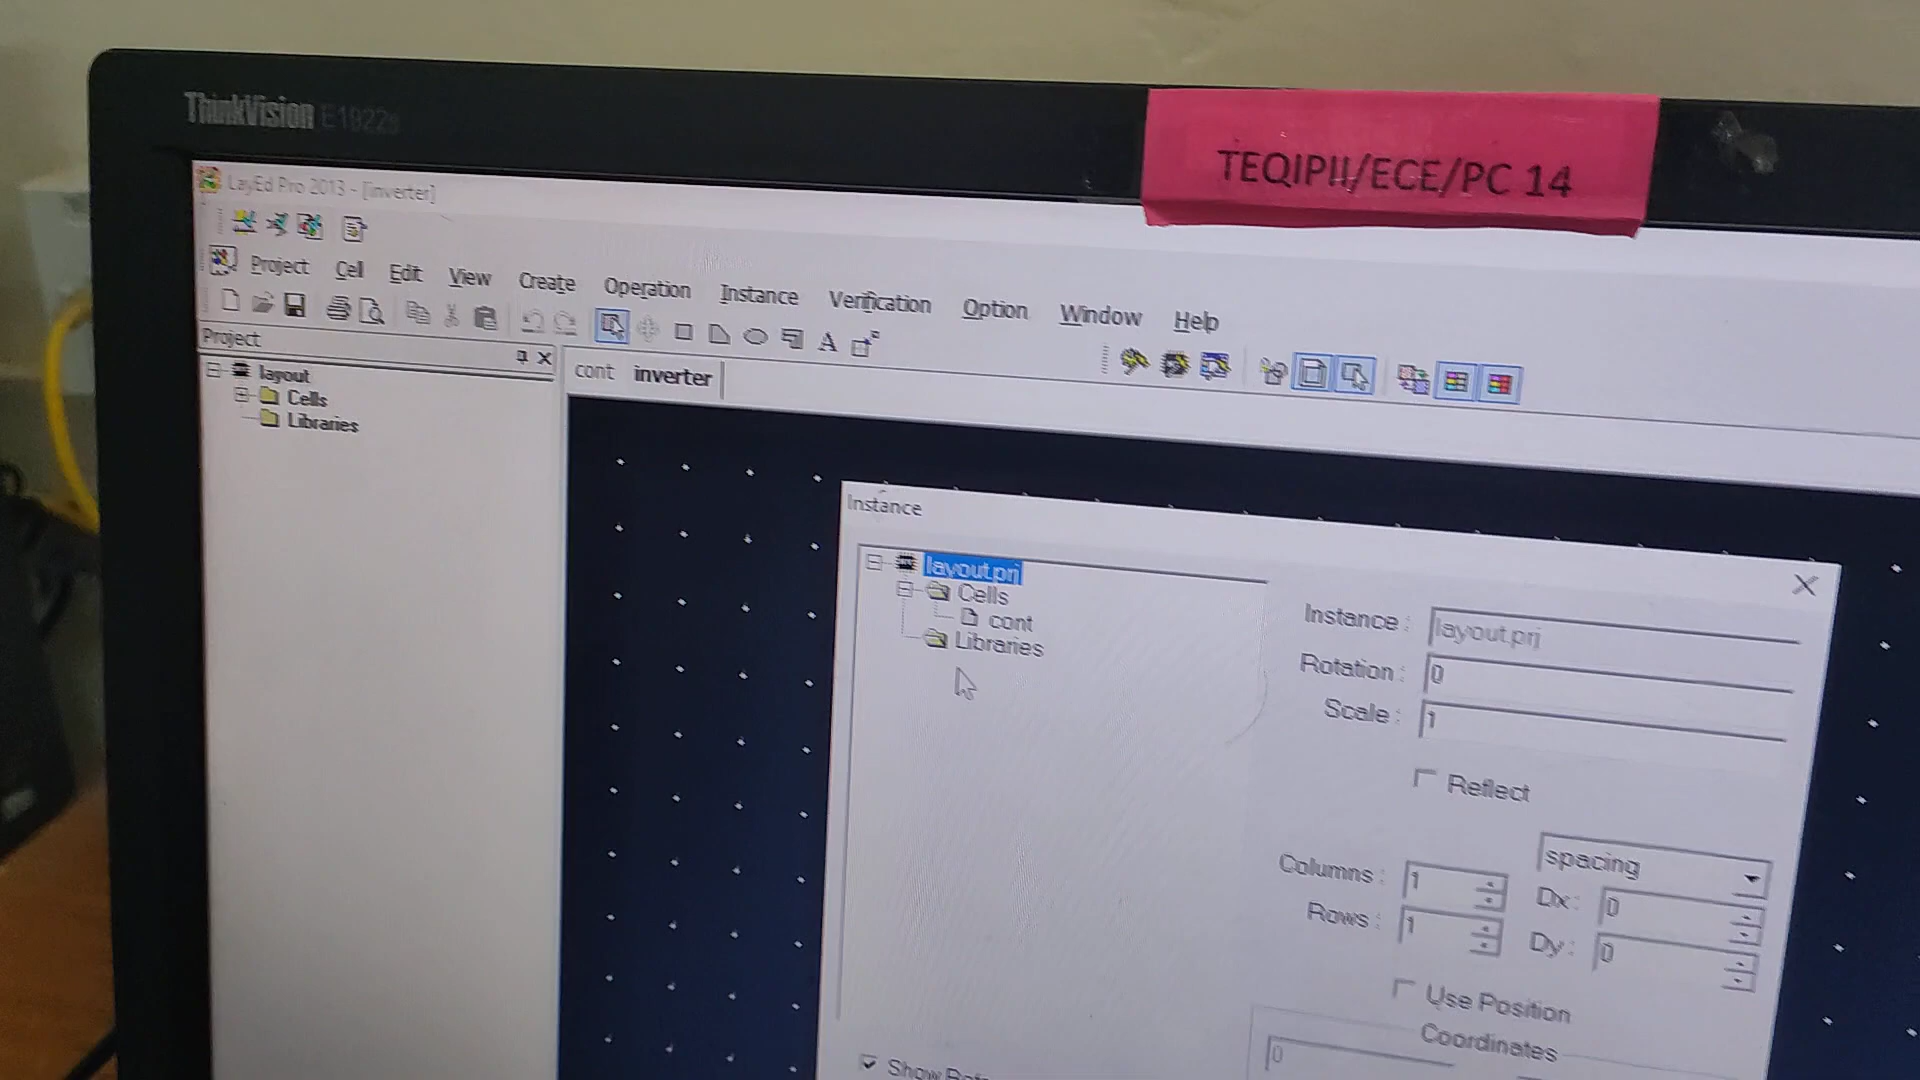 ThinkVision E1922s
TEQIPII/ECE/PC 14
LayEd Pro 2013 - [inverter]
Project Cell Edit View Create Operation Instance Verification Option Window Help
Project
layout
Cells
Libraries
cont inverter
Instance
layout.prj
Cells
cont
Libraries
Instance : layout.prj
Rotation : 0
Scale : 1
Reflect
spacing
Columns : 1
Dx : 0
Rows : 1
Dy : 0
Use Position
Coordinates
0
Show